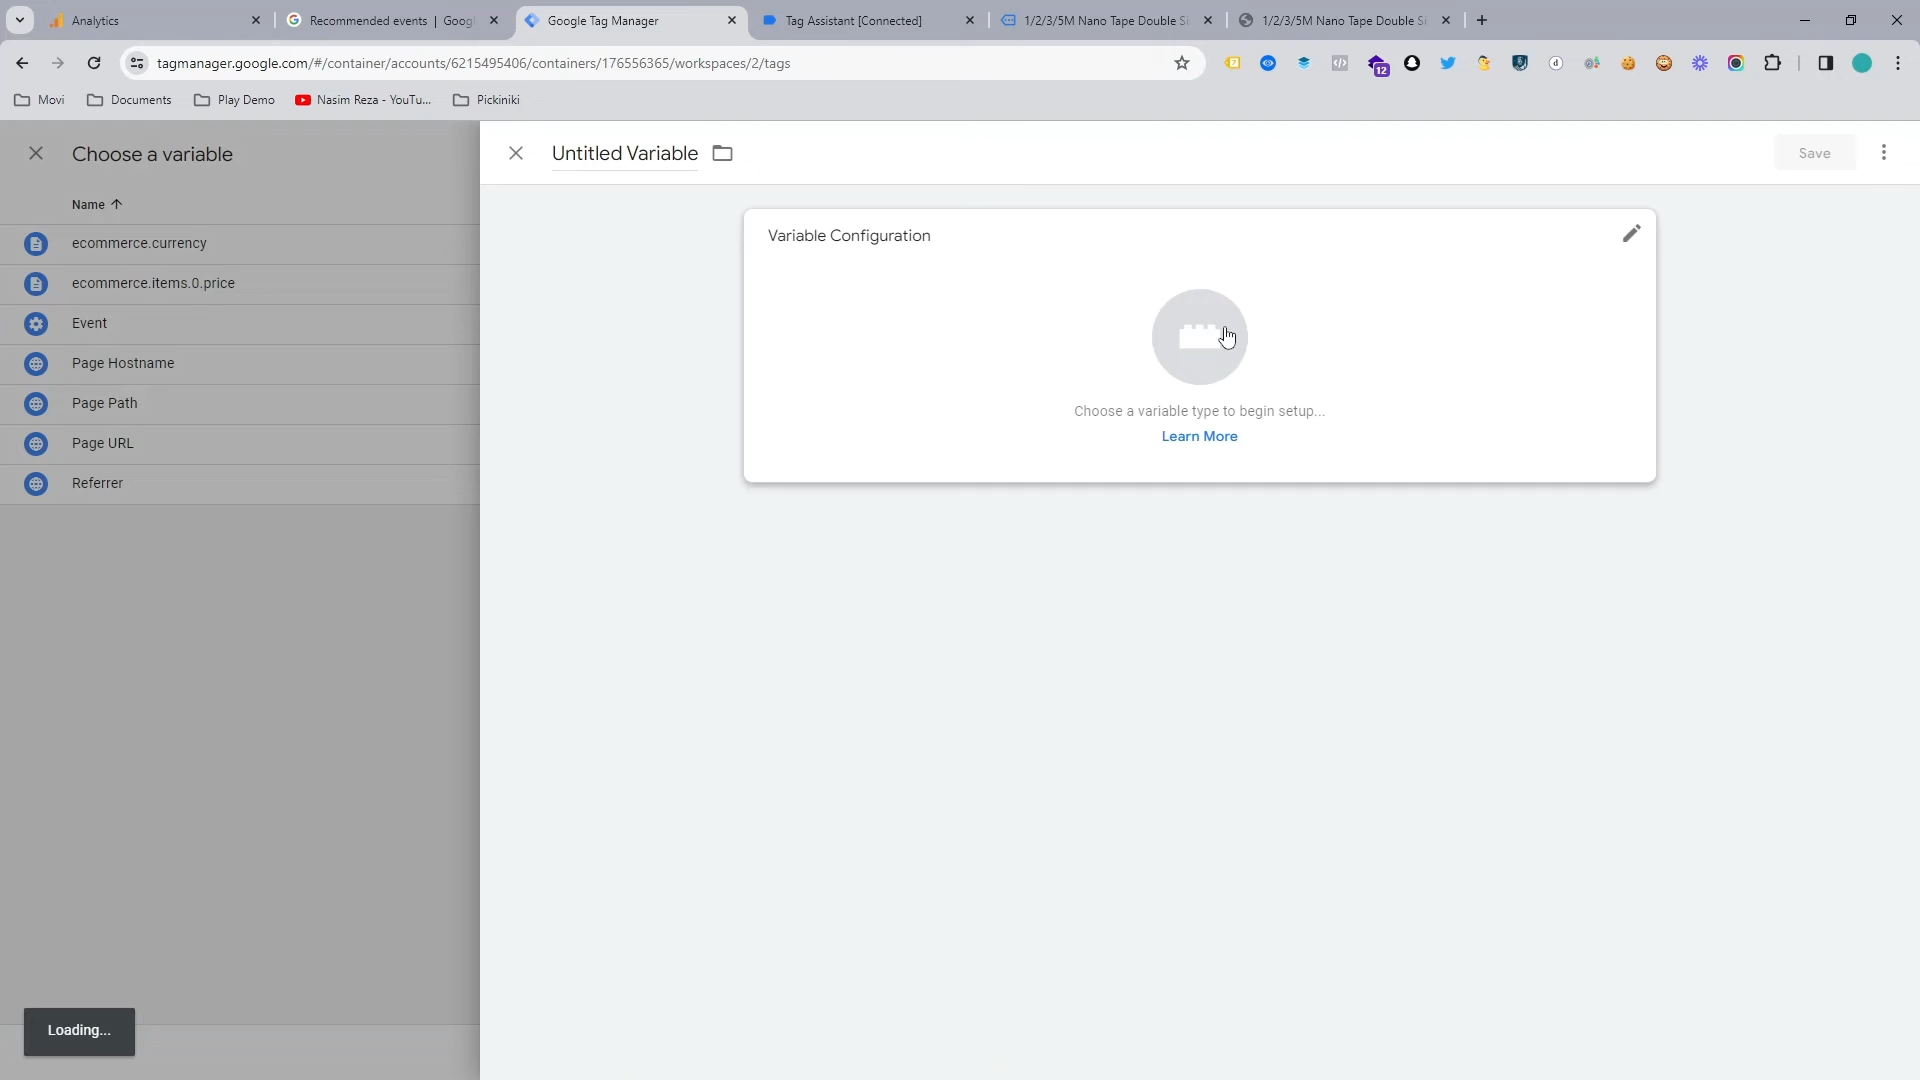 Analytics
Recommended events | Googl
Google Tag Manager
Tag Assistant [Connected]
1/2/3/5M Nano Tape Double Si
1/2/3/5M Nano Tape Double Si
tagmanager.google.com/#/container/accounts/6215495406/containers/176556365/workspaces/2/tags
12
Movi
Documents
Play Demo
Nasim Reza - YouTu...
Pickiniki
Choose a variable
Name
ecommerce.currency
ecommerce.items.0.price
Event
Page Hostname
Page Path
Page URL
Referrer
Loading...
Untitled Variable
Save
Variable Configuration
Choose a variable type to begin setup...
Learn More